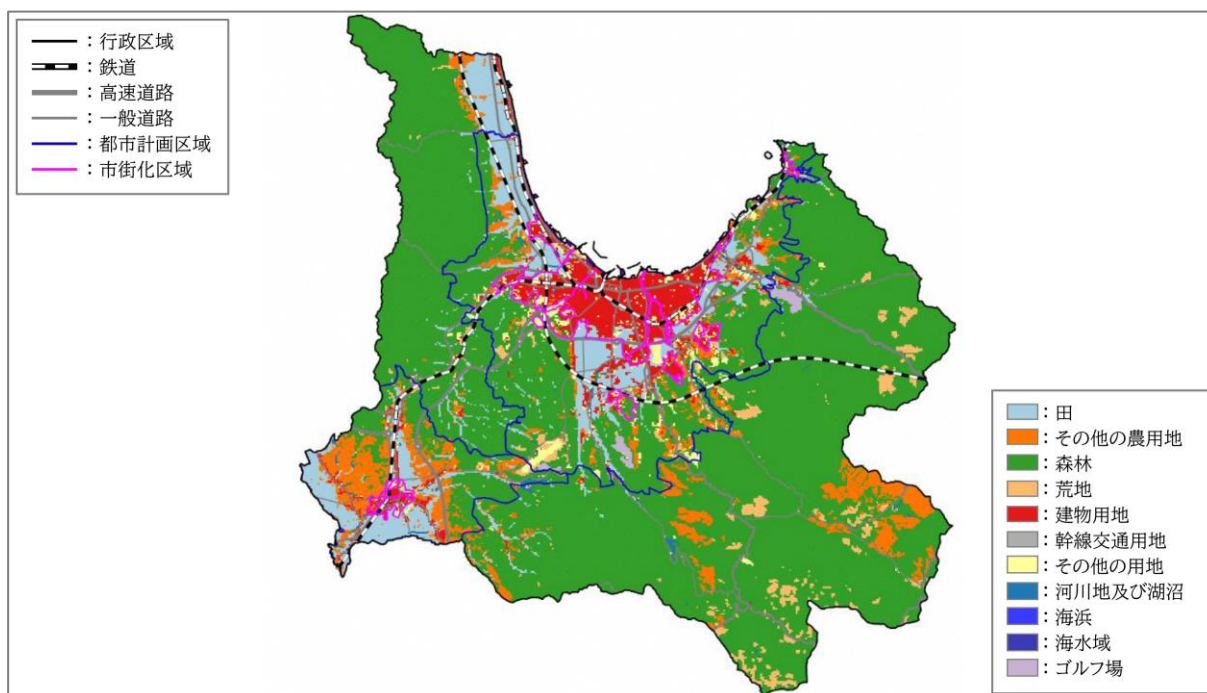 ：行政区域
：鉄道
：高速道路
：一般道路
：都市計画区域
：市街化区域
：田
：その他の農用地
：森林
：荒地
：建物用地
：幹線交通用地
：その他の用地
：河川地及び湖沼
：海浜
：海水域
：ゴルフ場